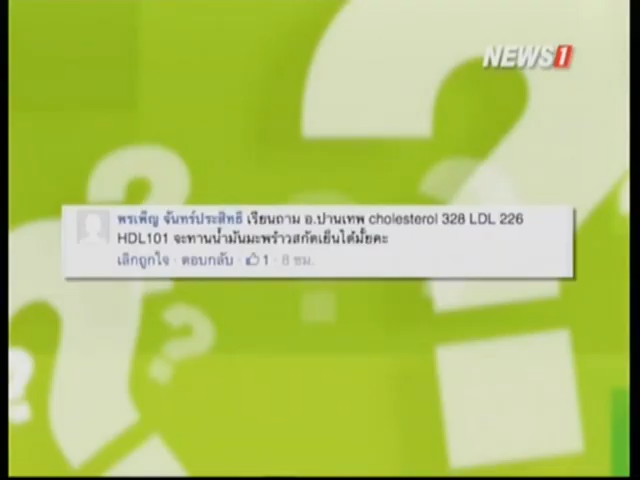 NEWS1
พรเพ็ญ จันทร์ประสิทธิ์ เรียนถาม อ.ปานเทพ cholesterol 328 LDL 226
HDL101 จะทานน้ำมันมะพร้าวสกัดเย็นได้มั้ยคะ
เลิกถูกใจ · ตอบกลับ · 1 · 8 ชม.